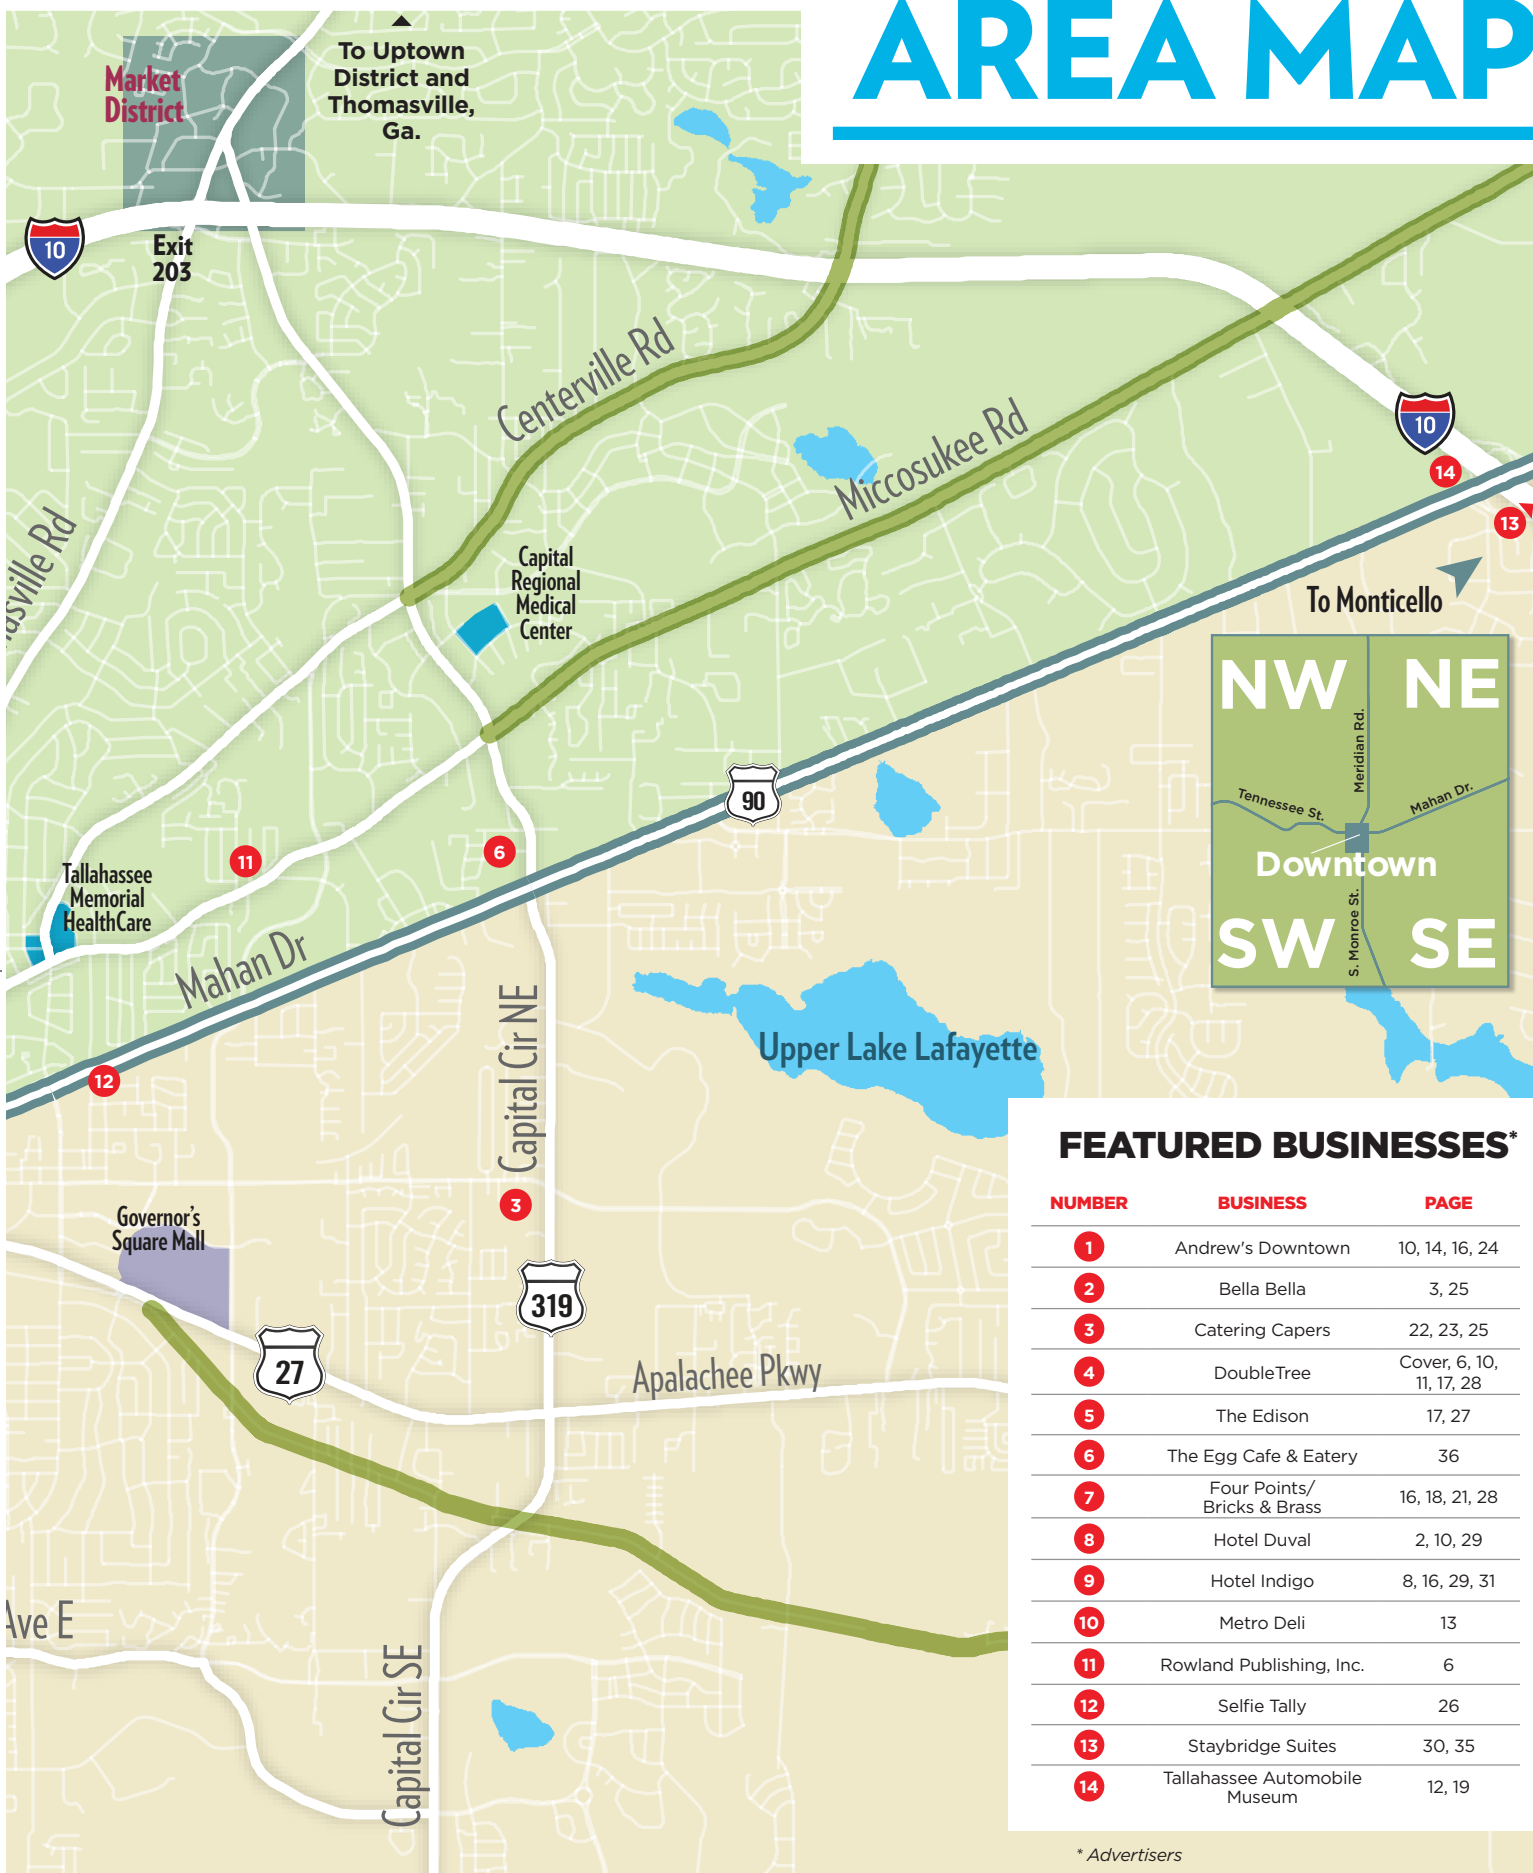 AREA MAP
To Uptown
District and
Thomasville,
Ga.
Market
District
10
Exit
203
Centerville Rd
Miccosukee Rd
10
14
13
Capital
Regional
Medical
Center
To Monticello
NW
NE
Meridian Rd.
Tennessee St.
Mahan Dr.
Downtown
S. Monroe St.
SW
SE
90
6
11
Tallahassee
Memorial
HealthCare
Mahan Dr
Capital Cir NE
Upper Lake Lafayette
12
3
Governor's
Square Mall
319
27
Apalachee Pkwy
Ave E
Capital Cir SE
FEATURED BUSINESSES*
NUMBER BUSINESS PAGE
1 Andrew's Downtown 10, 14, 16, 24
2 Bella Bella 3, 25
3 Catering Capers 22, 23, 25
4 DoubleTree Cover, 6, 10,
11, 17, 28
5 The Edison 17, 27
6 The Egg Cafe & Eatery 36
7 Four Points/
Bricks & Brass 16, 18, 21, 28
8 Hotel Duval 2, 10, 29
9 Hotel Indigo 8, 16, 29, 31
10 Metro Deli 13
11 Rowland Publishing, Inc. 6
12 Selfie Tally 26
13 Staybridge Suites 30, 35
14 Tallahassee Automobile
Museum 12, 19
* Advertisers